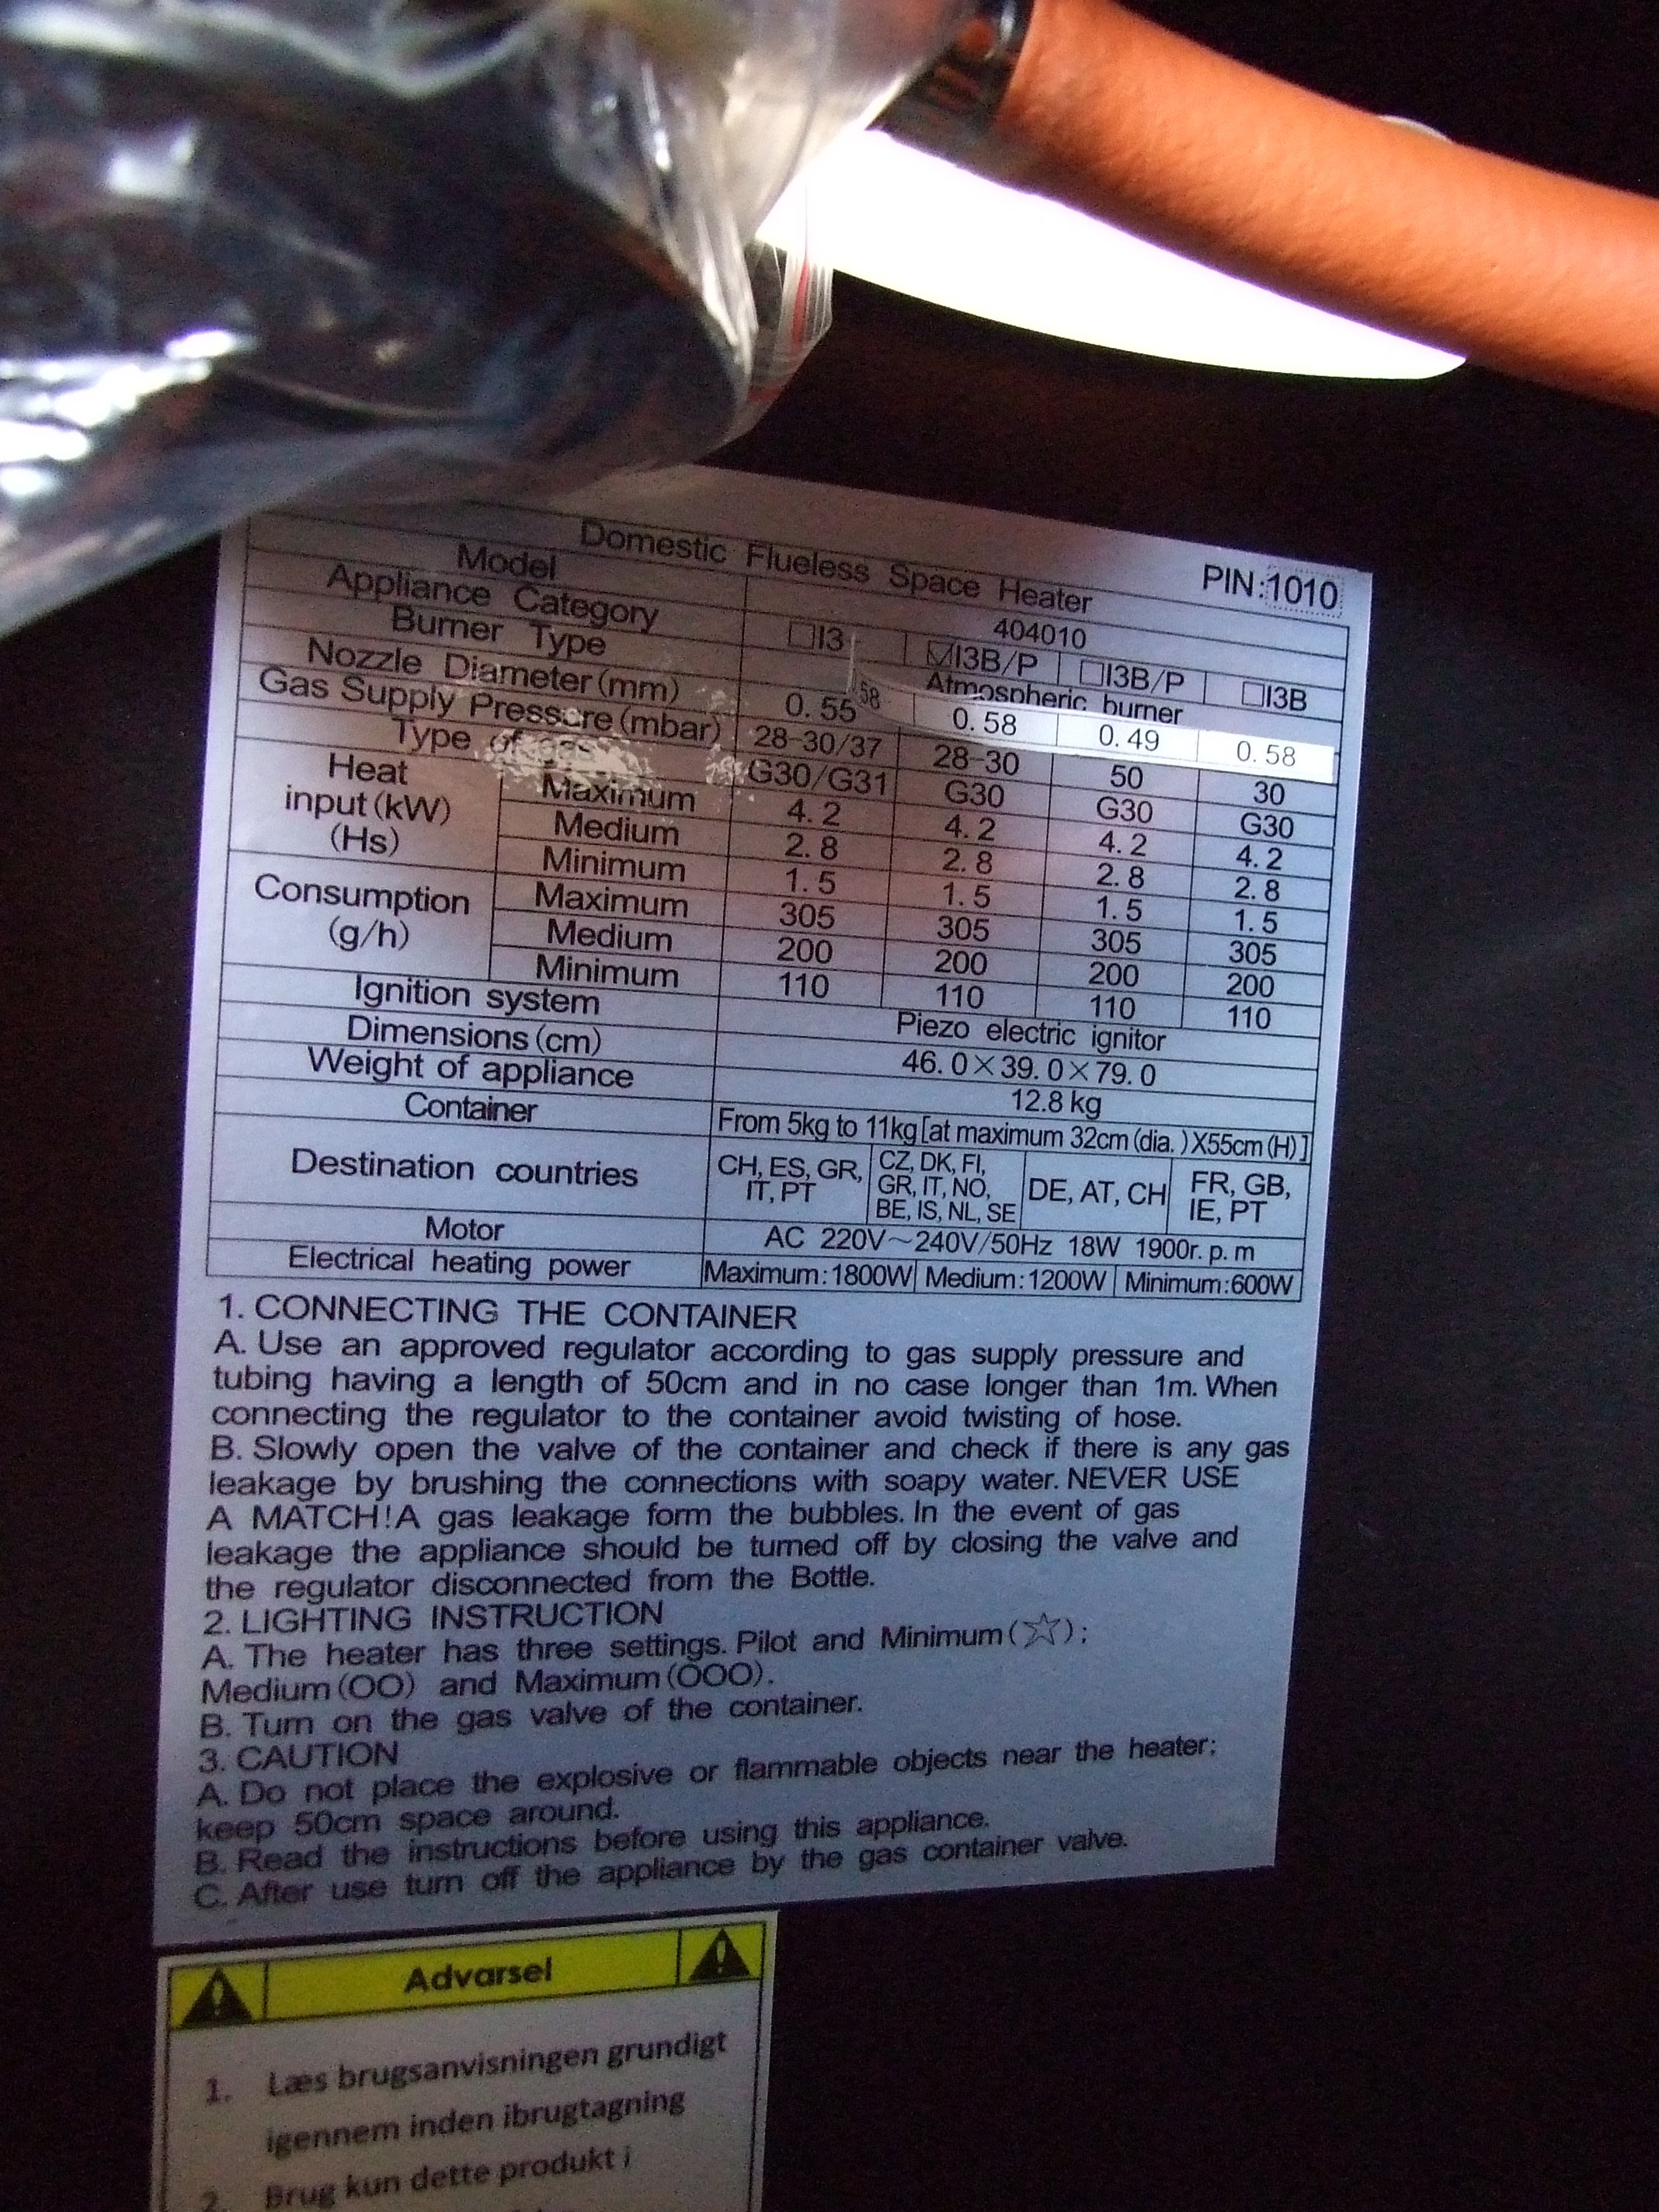 Domestic Flueless Space Heater PIN:1010
Model 404010
Appliance Category □I3 ☑I3B/P □I3B/P □I3B
Burner Type Atmospheric burner
Nozzle Diameter(mm) 0.55 58 0.58 0.49 0.58
Gas Supply Pressure(mbar) 28-30/37 28-30 50 30
Type of gas G30/G31 G30 G30 G30
Heat input(kW) (Hs) Maximum 4.2 4.2 4.2 4.2
Medium 2.8 2.8 2.8 2.8
Minimum 1.5 1.5 1.5 1.5
Consumption (g/h) Maximum 305 305 305 305
Medium 200 200 200 200
Minimum 110 110 110 110
Ignition system Piezo electric ignitor
Dimensions(cm) 46.0×39.0×79.0
Weight of appliance 12.8 kg
Container From 5kg to 11kg[at maximum 32cm(dia.)X55cm(H)]
Destination countries CH, ES, GR, IT, PT CZ, DK, FI, GR, IT, NO, BE, IS, NL, SE DE, AT, CH FR, GB, IE, PT
Motor AC 220V~240V/50Hz 18W 1900r.p.m
Electrical heating power Maximum:1800W Medium:1200W Minimum:600W
1. CONNECTING THE CONTAINER
A. Use an approved regulator according to gas supply pressure and
tubing having a length of 50cm and in no case longer than 1m. When
connecting the regulator to the container avoid twisting of hose.
B. Slowly open the valve of the container and check if there is any gas
leakage by brushing the connections with soapy water. NEVER USE
A MATCH!A gas leakage form the bubbles. In the event of gas
leakage the appliance should be turned off by closing the valve and
the regulator disconnected from the Bottle.
2. LIGHTING INSTRUCTION
A. The heater has three settings. Pilot and Minimum(☆);
Medium(OO) and Maximum(OOO).
B. Turn on the gas valve of the container.
3. CAUTION
A. Do not place the explosive or flammable objects near the heater;
keep 50cm space around.
B. Read the instructions before using this appliance.
C. After use turn off the appliance by the gas container valve.
Advarsel
1. Læs brugsanvisningen grundigt
igennem inden ibrugtagning
2. Brug kun dette produkt i